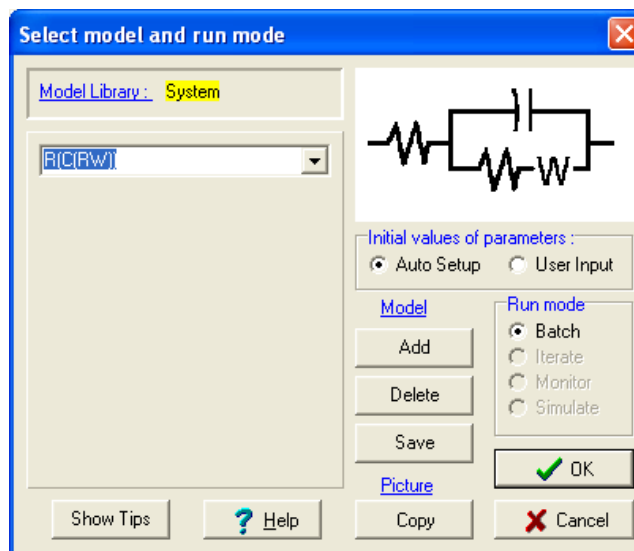 Select model and run mode
Model Library : System
R(C(RW))
W
Initial values of parameters :
Auto Setup User Input
Model
Add
Delete
Save
Run mode
Batch
Iterate
Monitor
Simulate
Picture
Copy
OK
Cancel
Show Tips
? Help